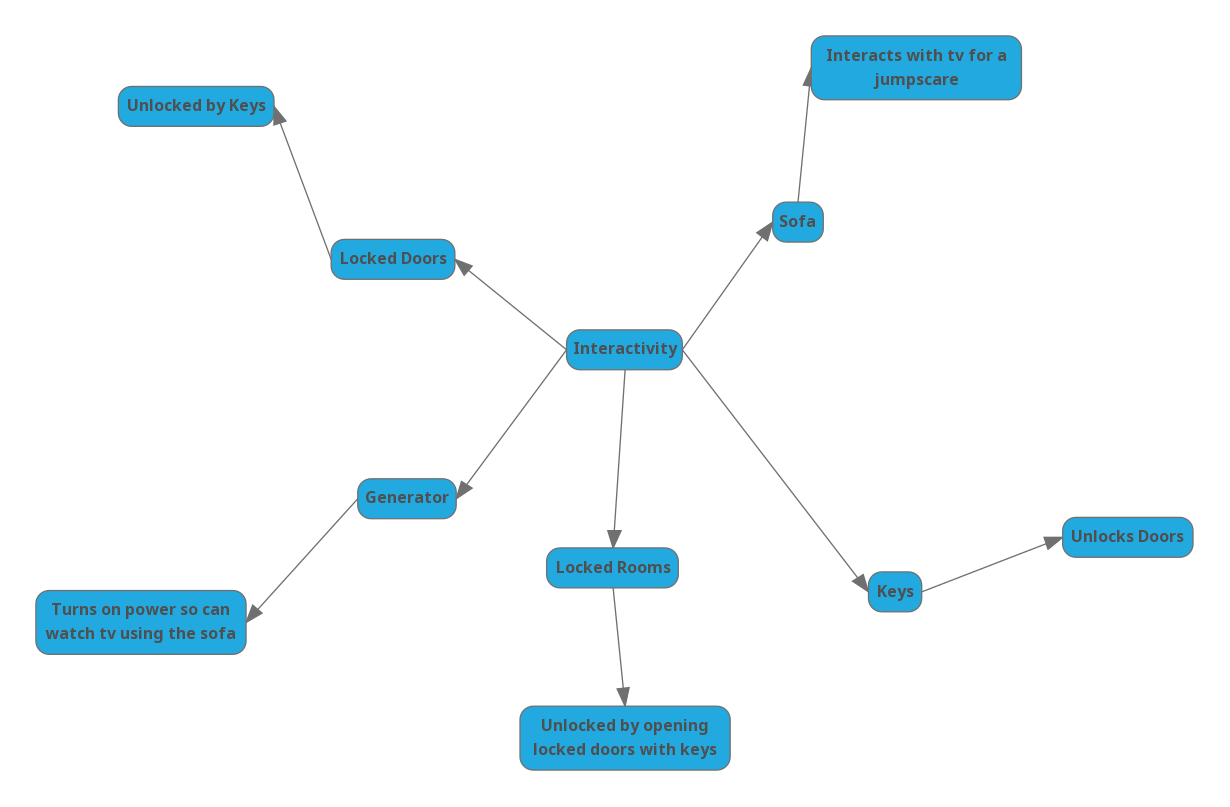 Interacts with tv for a
jumpscare
Unlocked by Keys
Sofa
Locked Doors
Interactivity
Generator
Unlocks Doors
Locked Rooms
Keys
Turns on power so can
watch tv using the sofa
Unlocked by opening
locked doors with keys